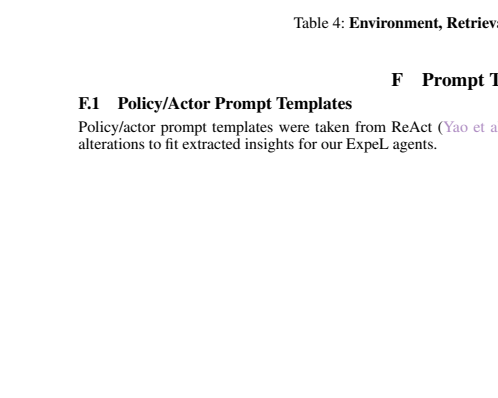 Table 4: Environment, Retriev
F Prompt T
F.1 Policy/Actor Prompt Templates
Policy/actor prompt templates were taken from ReAct (Yao et a
alterations to fit extracted insights for our ExpeL agents.